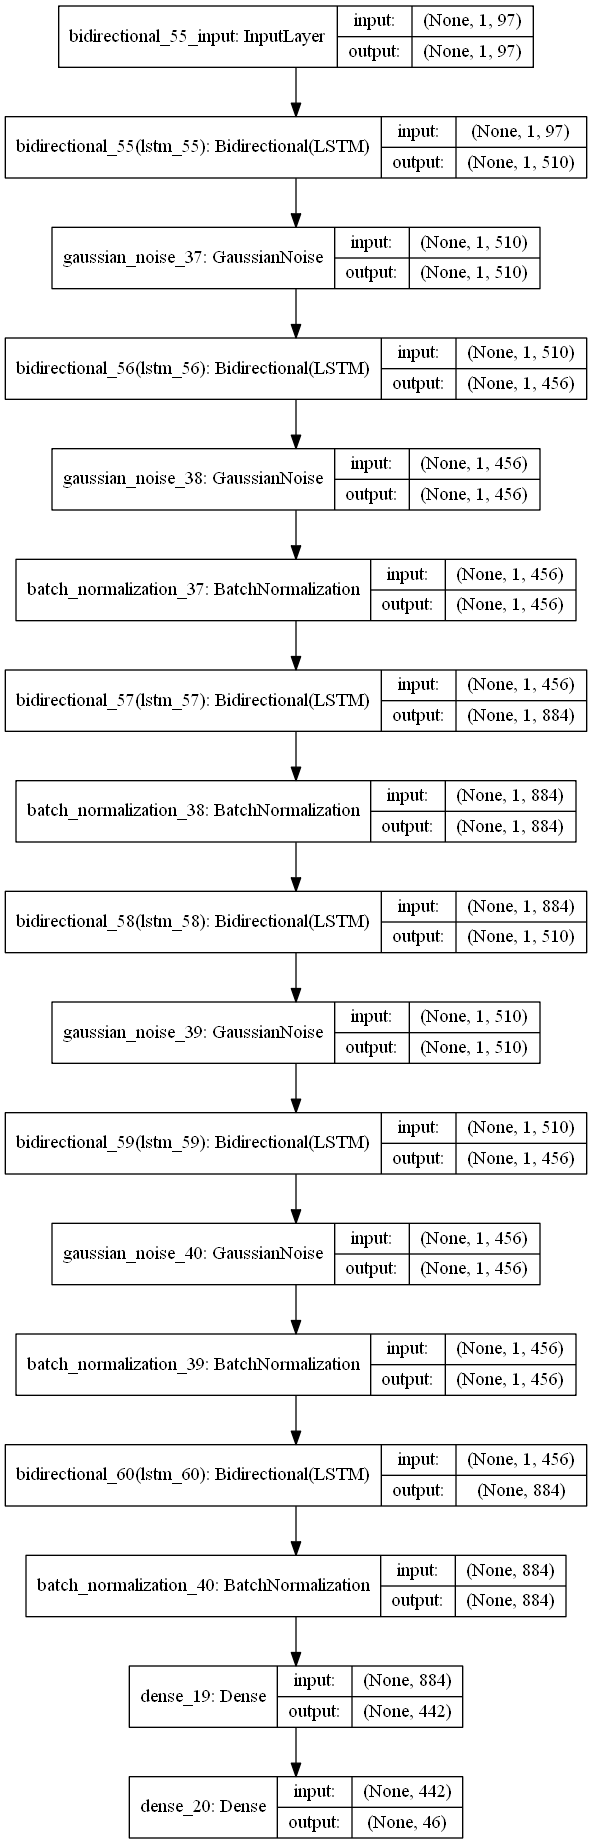 bidirectional_55_input: InputLayer
input: (None, 1, 97)
output: (None, 1, 97)
bidirectional_55(lstm_55): Bidirectional(LSTM)
input: (None, 1, 97)
output: (None, 1, 510)
gaussian_noise_37: GaussianNoise
input: (None, 1, 510)
output: (None, 1, 510)
bidirectional_56(lstm_56): Bidirectional(LSTM)
input: (None, 1, 510)
output: (None, 1, 456)
gaussian_noise_38: GaussianNoise
input: (None, 1, 456)
output: (None, 1, 456)
batch_normalization_37: BatchNormalization
input: (None, 1, 456)
output: (None, 1, 456)
bidirectional_57(lstm_57): Bidirectional(LSTM)
input: (None, 1, 456)
output: (None, 1, 884)
batch_normalization_38: BatchNormalization
input: (None, 1, 884)
output: (None, 1, 884)
bidirectional_58(lstm_58): Bidirectional(LSTM)
input: (None, 1, 884)
output: (None, 1, 510)
gaussian_noise_39: GaussianNoise
input: (None, 1, 510)
output: (None, 1, 510)
bidirectional_59(lstm_59): Bidirectional(LSTM)
input: (None, 1, 510)
output: (None, 1, 456)
gaussian_noise_40: GaussianNoise
input: (None, 1, 456)
output: (None, 1, 456)
batch_normalization_39: BatchNormalization
input: (None, 1, 456)
output: (None, 1, 456)
bidirectional_60(lstm_60): Bidirectional(LSTM)
input: (None, 1, 456)
output: (None, 884)
batch_normalization_40: BatchNormalization
input: (None, 884)
output: (None, 884)
dense_19: Dense
input: (None, 884)
output: (None, 442)
dense_20: Dense
input: (None, 442)
output: (None, 46)